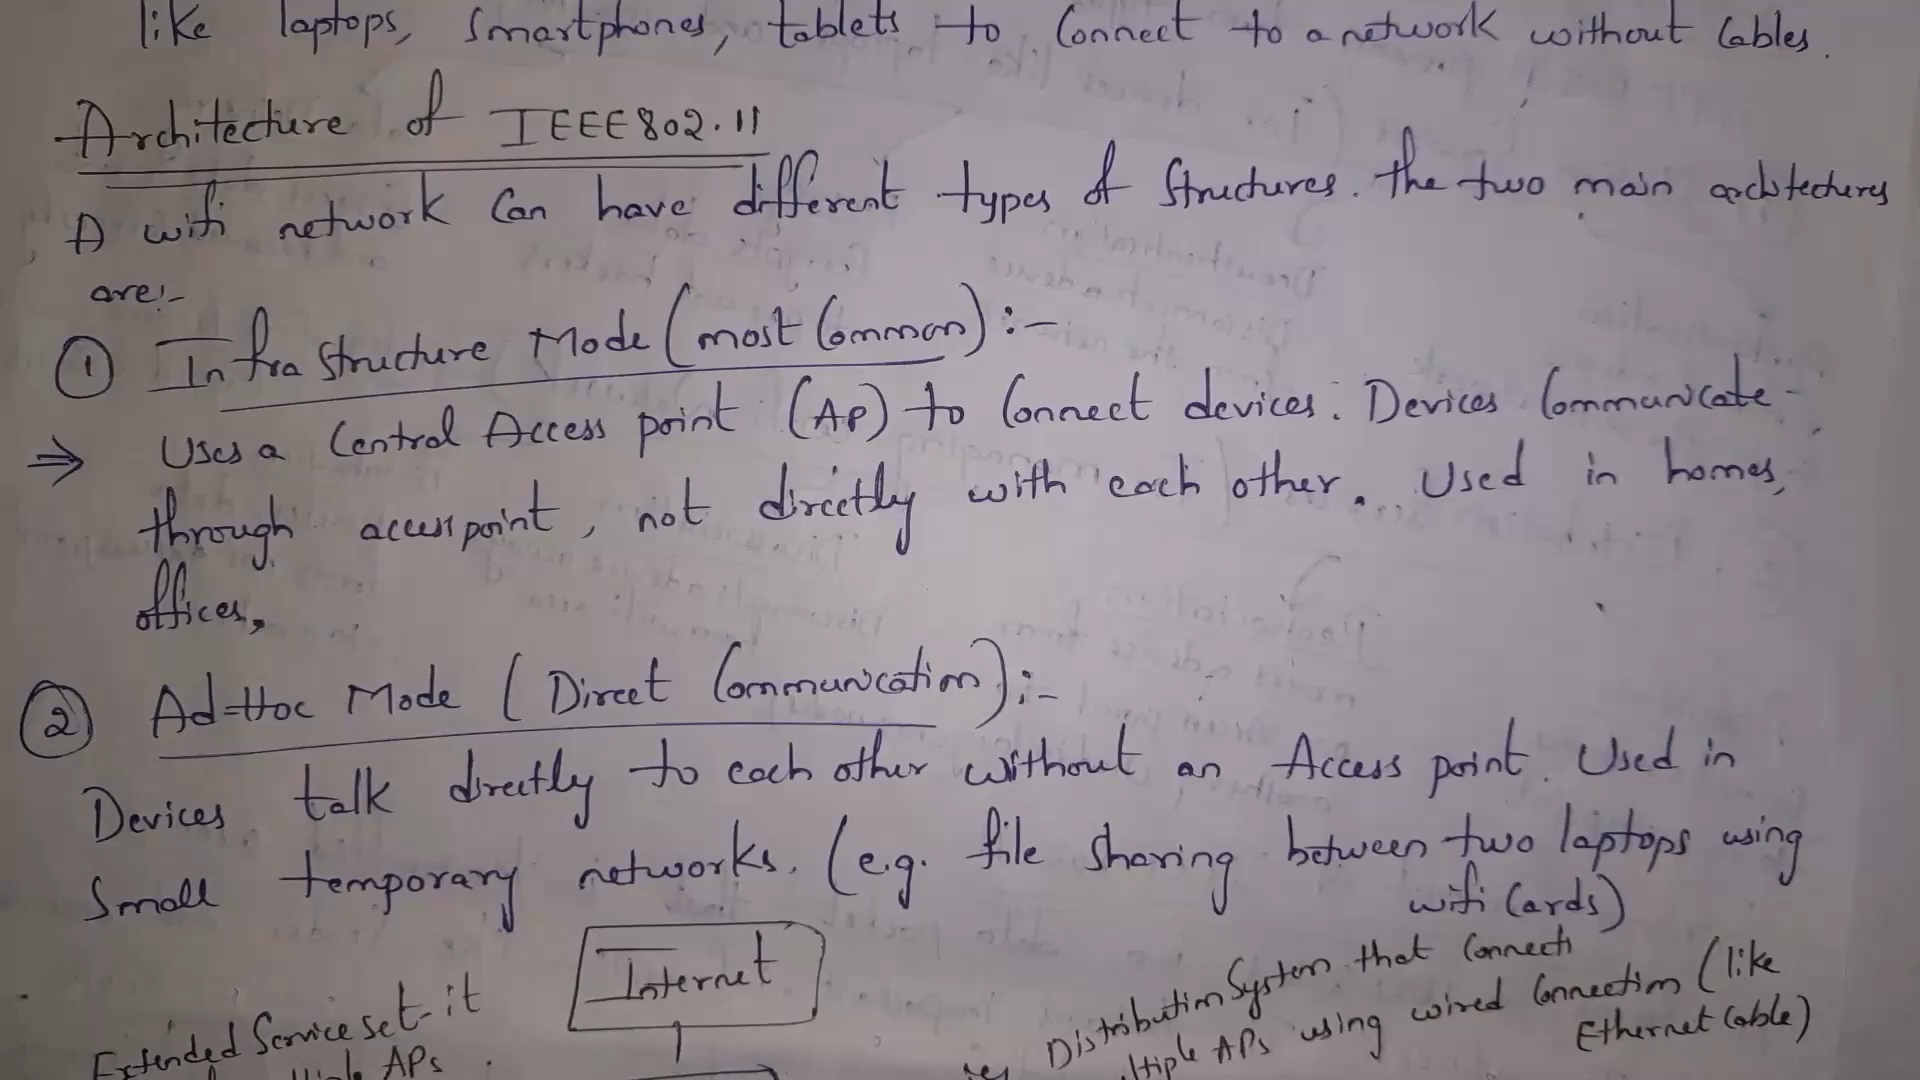 like laptops, Smartphones, tablets to Connect to a network without Cables.
Architecture of IEEE802.11
A wifi network Can have different types of Structures. The two main architectures
are:-
① Infra Structure Mode (most Common) :-
⇒ Uses a Central Access point (AP) to Connect devices. Devices Communicate -
through access point, not directly with each other. Used in homes,
offices,
② Ad-Hoc Mode (Direct Communication) :-
Devices talk directly to each other without an Access point. Used in
Small temporary networks. (e.g. file sharing between two laptops using
wifi Cards)
Internet
Extended Service set - it
APs
Distribution System that Connects
APs using wired Connection (like
Ethernet Cable)